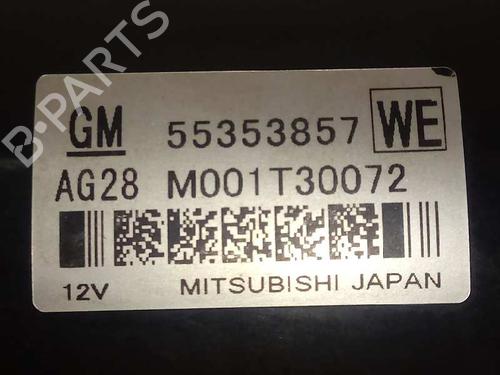 B-PARTS
GM 55353857 WE
AG28 M001T30072
12V MITSUBISHI JAPAN